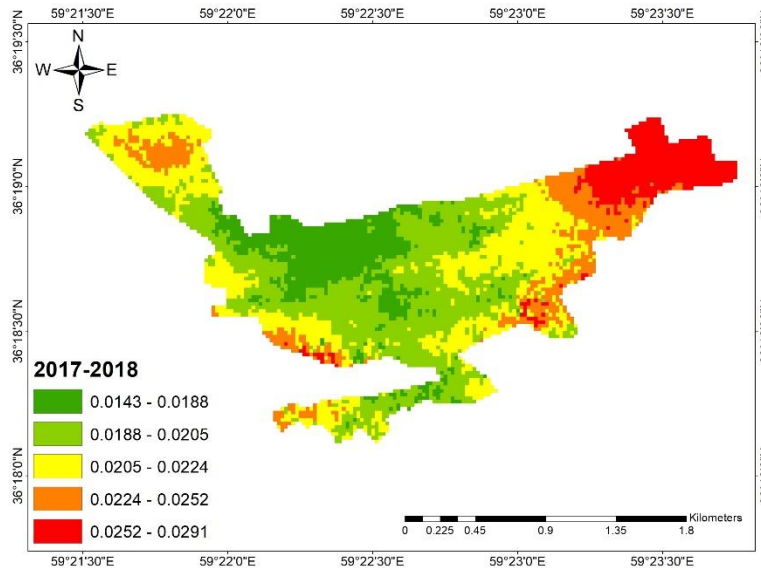 59°21'30"E 59°22'0"E 59°22'30"E 59°23'0"E 59°23'30"E
36°19'30"N
N
W E
S
36°19'0"N
36°18'30"N
2017-2018
0.0143 - 0.0188
0.0188 - 0.0205
0.0205 - 0.0224
36°18'0"N
0.0224 - 0.0252
0.0252 - 0.0291
Kilometers
0 0.225 0.45 0.9 1.35 1.8
59°21'30"E 59°22'0"E 59°22'30"E 59°23'0"E 59°23'30"E